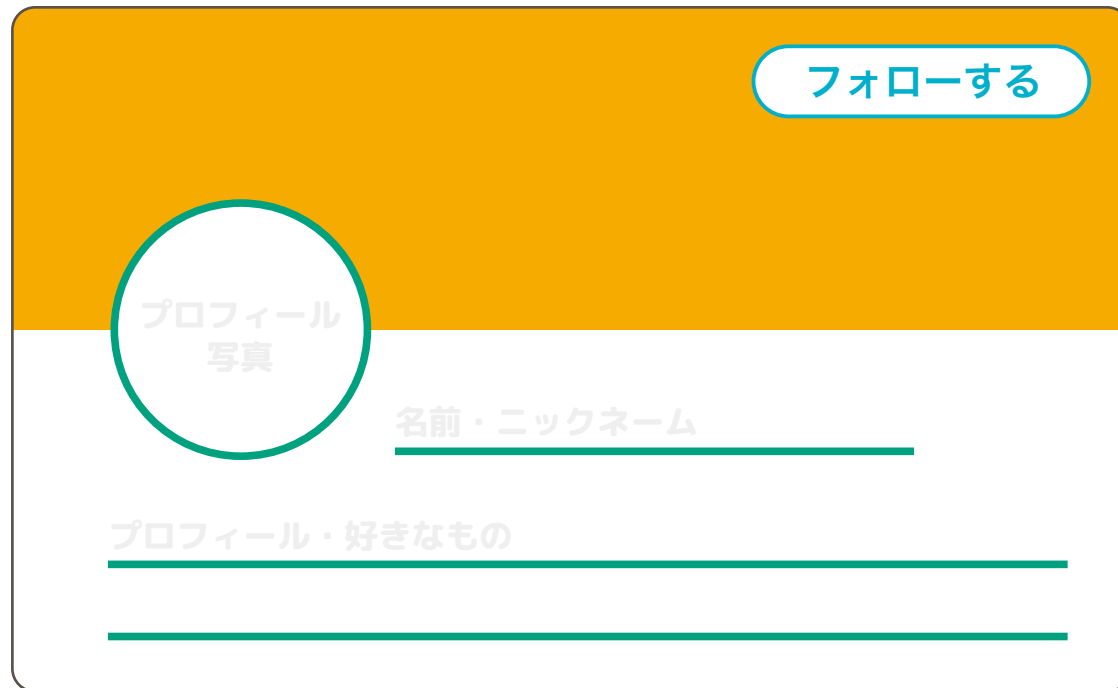 フォローする
プロフィール
写真
名前・ニックネーム
プロフィール・好きなもの